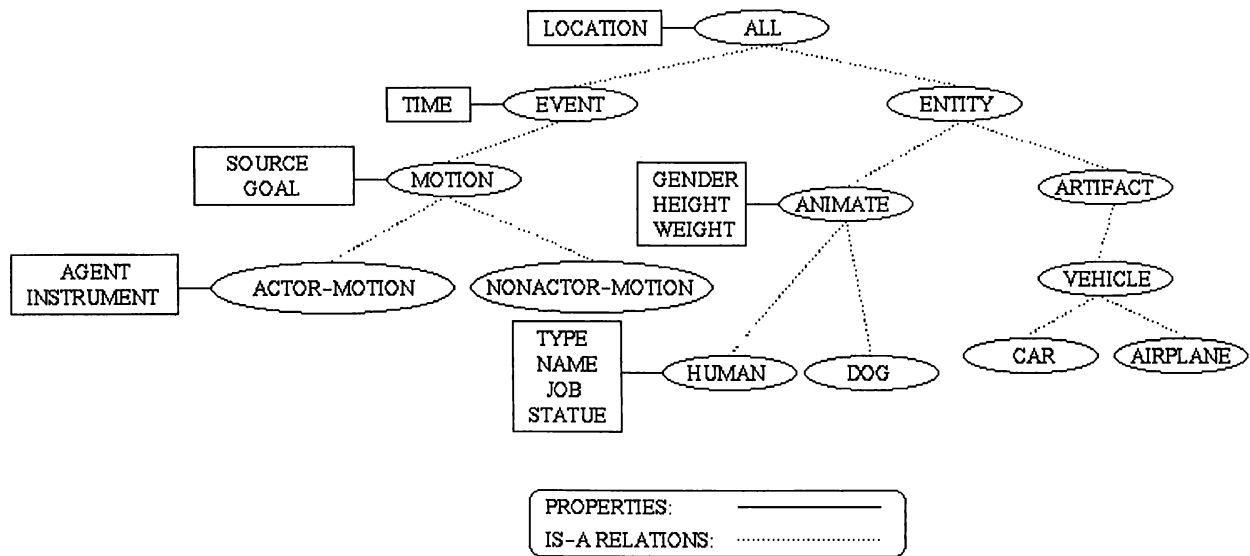 LOCATION
ALL
TIME
EVENT
ENTITY
SOURCE
GOAL
MOTION
GENDER
HEIGHT
WEIGHT
ANIMATE
ARTIFACT
AGENT
INSTRUMENT
ACTOR-MOTION
NONACTOR-MOTION
VEHICLE
TYPE
NAME
JOB
STATUE
HUMAN
DOG
CAR
AIRPLANE
PROPERTIES:
IS-A RELATIONS: